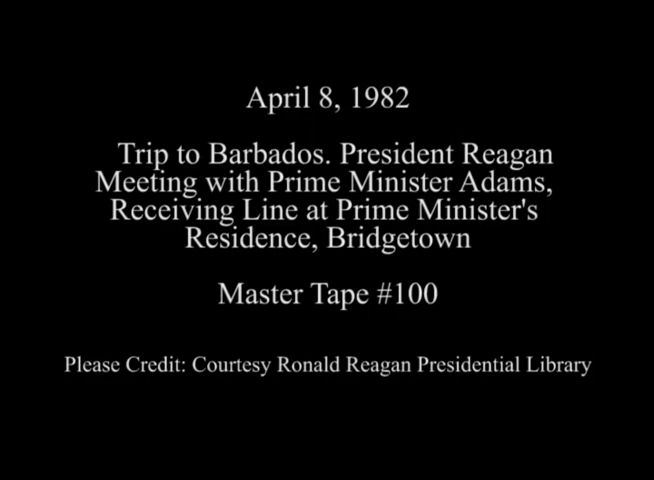 April 8, 1982
Trip to Barbados. President Reagan
Meeting with Prime Minister Adams,
Receiving Line at Prime Minister's
Residence, Bridgetown
Master Tape #100
Please Credit: Courtesy Ronald Reagan Presidential Library